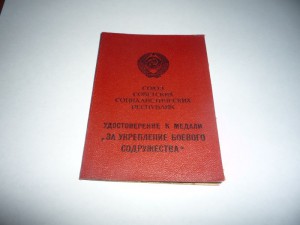 СОЮЗ
СОВЕТСКИХ
СОЦИАЛИСТИЧЕСКИХ
РЕСПУБЛИК
УДОСТОВЕРЕНИЕ К МЕДАЛИ
„ЗА УКРЕПЛЕНИЕ БОЕВОГО
СОДРУЖЕСТВА“